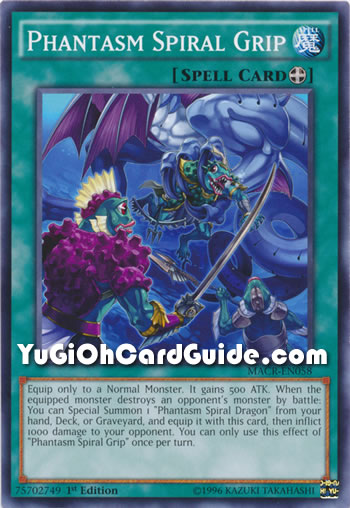 PHANTASM SPIRAL GRIP
SPELL
魔
[SPELL CARD]
YuGiOhCardGuide.com
MACR-EN058
Equip only to a Normal Monster. It gains 500 ATK. When the
equipped monster destroys an opponent's monster by battle:
You can Special Summon 1 "Phantasm Spiral Dragon" from your
hand, Deck, or Graveyard, and equip it with this card, then inflict
1000 damage to your opponent. You can only use this effect of
"Phantasm Spiral Grip" once per turn.
75702749 1st Edition
©1996 KAZUKI TAKAHASHI